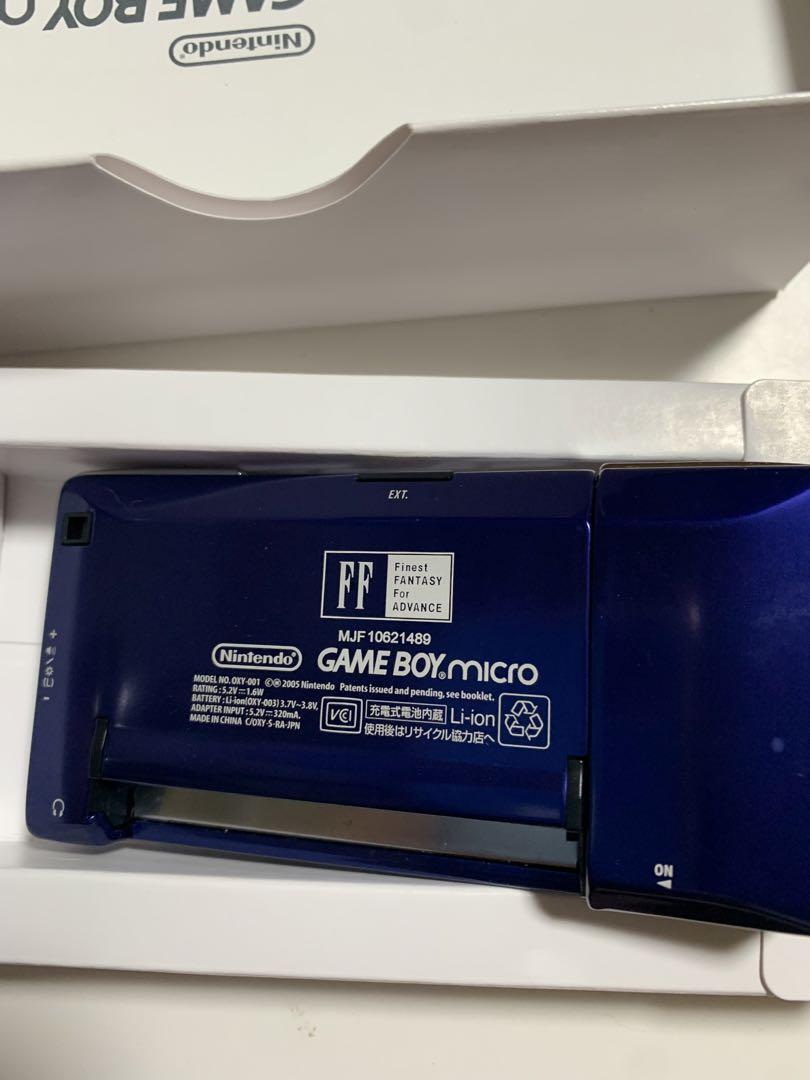 GAME BOY
Nintendo®
EXT.
FF
Finest
FANTASY
For
ADVANCE
MJF10621489
Nintendo® GAME BOY® micro
MODEL NO. OXY-001 ©℗2005 Nintendo Patents issued and pending, see booklet.
RATING : 5.2V⎓1.6W
BATTERY : Li-ion(OXY-003) 3.7V~3.8V,
ADAPTER INPUT : 5.2V⎓320mA.
MADE IN CHINA C/OXY-S-RA-JPN
VCI
充電式電池内蔵 Li-ion
使用後はリサイクル協力店へ
+
(L)
-
ON